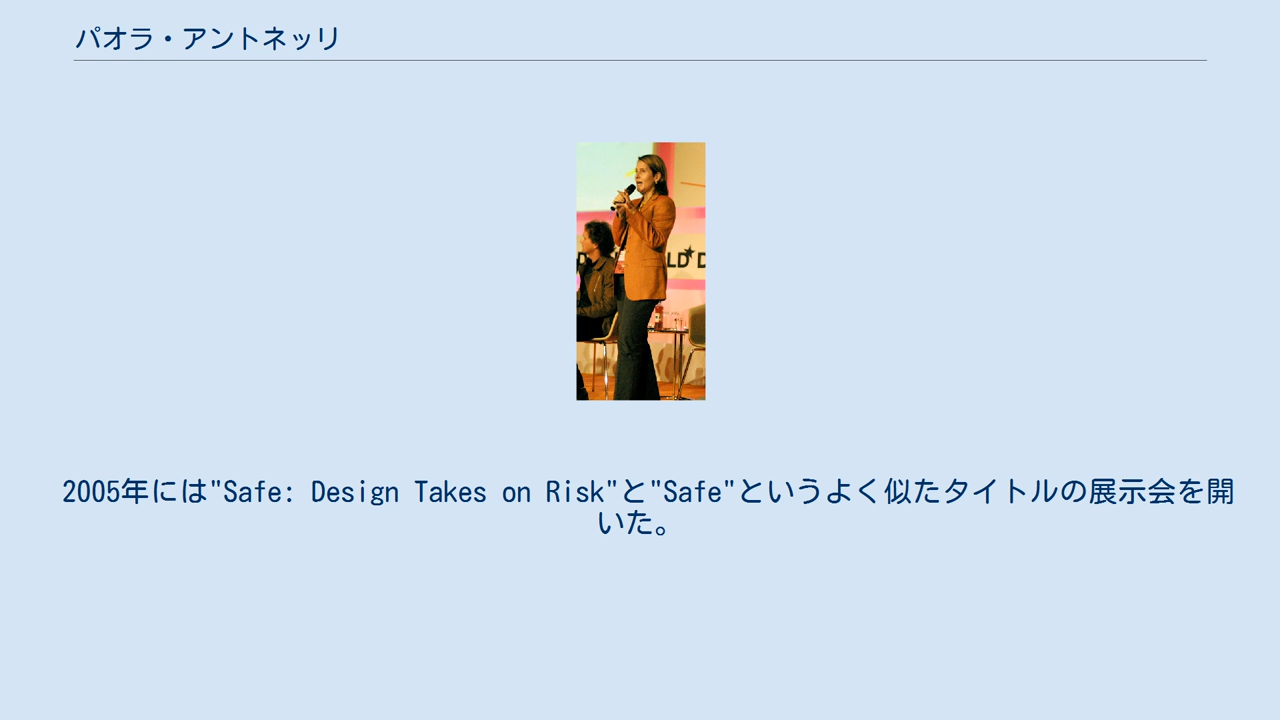 パオラ・アントネッリ
LD D
2005年には"Safe: Design Takes on Risk"と"Safe"というよく似たタイトルの展示会を開
いた。